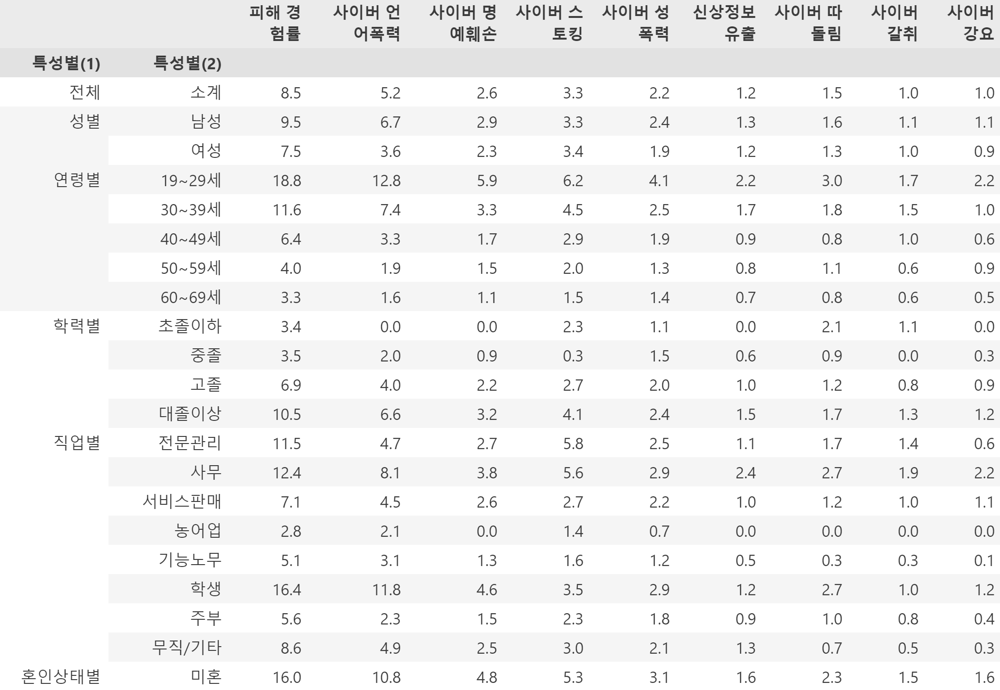 피해 경험률 사이버 언어폭력 사이버 명예훼손 사이버 스토킹 사이버 성폭력 신상정보 유출 사이버 따돌림 사이버 갈취 사이버 강요
특성별(1) 특성별(2)
전체 소계 8.5 5.2 2.6 3.3 2.2 1.2 1.5 1.0 1.0
성별 남성 9.5 6.7 2.9 3.3 2.4 1.3 1.6 1.1 1.1
여성 7.5 3.6 2.3 3.4 1.9 1.2 1.3 1.0 0.9
연령별 19~29세 18.8 12.8 5.9 6.2 4.1 2.2 3.0 1.7 2.2
30~39세 11.6 7.4 3.3 4.5 2.5 1.7 1.8 1.5 1.0
40~49세 6.4 3.3 1.7 2.9 1.9 0.9 0.8 1.0 0.6
50~59세 4.0 1.9 1.5 2.0 1.3 0.8 1.1 0.6 0.9
60~69세 3.3 1.6 1.1 1.5 1.4 0.7 0.8 0.6 0.5
학력별 초졸이하 3.4 0.0 0.0 2.3 1.1 0.0 2.1 1.1 0.0
중졸 3.5 2.0 0.9 0.3 1.5 0.6 0.9 0.0 0.3
고졸 6.9 4.0 2.2 2.7 2.0 1.0 1.2 0.8 0.9
대졸이상 10.5 6.6 3.2 4.1 2.4 1.5 1.7 1.3 1.2
직업별 전문관리 11.5 4.7 2.7 5.8 2.5 1.1 1.7 1.4 0.6
사무 12.4 8.1 3.8 5.6 2.9 2.4 2.7 1.9 2.2
서비스판매 7.1 4.5 2.6 2.7 2.2 1.0 1.2 1.0 1.1
농어업 2.8 2.1 0.0 1.4 0.7 0.0 0.0 0.0 0.0
기능노무 5.1 3.1 1.3 1.6 1.2 0.5 0.3 0.3 0.1
학생 16.4 11.8 4.6 3.5 2.9 1.2 2.7 1.0 1.2
주부 5.6 2.3 1.5 2.3 1.8 0.9 1.0 0.8 0.4
무직/기타 8.6 4.9 2.5 3.0 2.1 1.3 0.7 0.5 0.3
혼인상태별 미혼 16.0 10.8 4.8 5.3 3.1 1.6 2.3 1.5 1.6